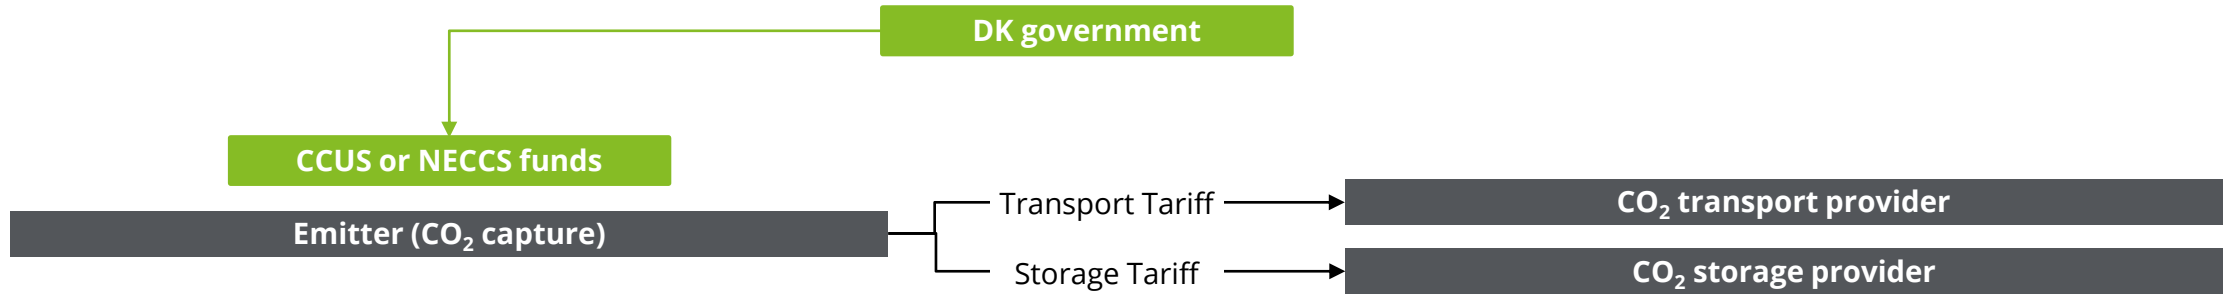 DK government
CCUS or NECCS funds
Emitter (CO₂ capture)
Transport Tariff
CO₂ transport provider
Storage Tariff
CO₂ storage provider